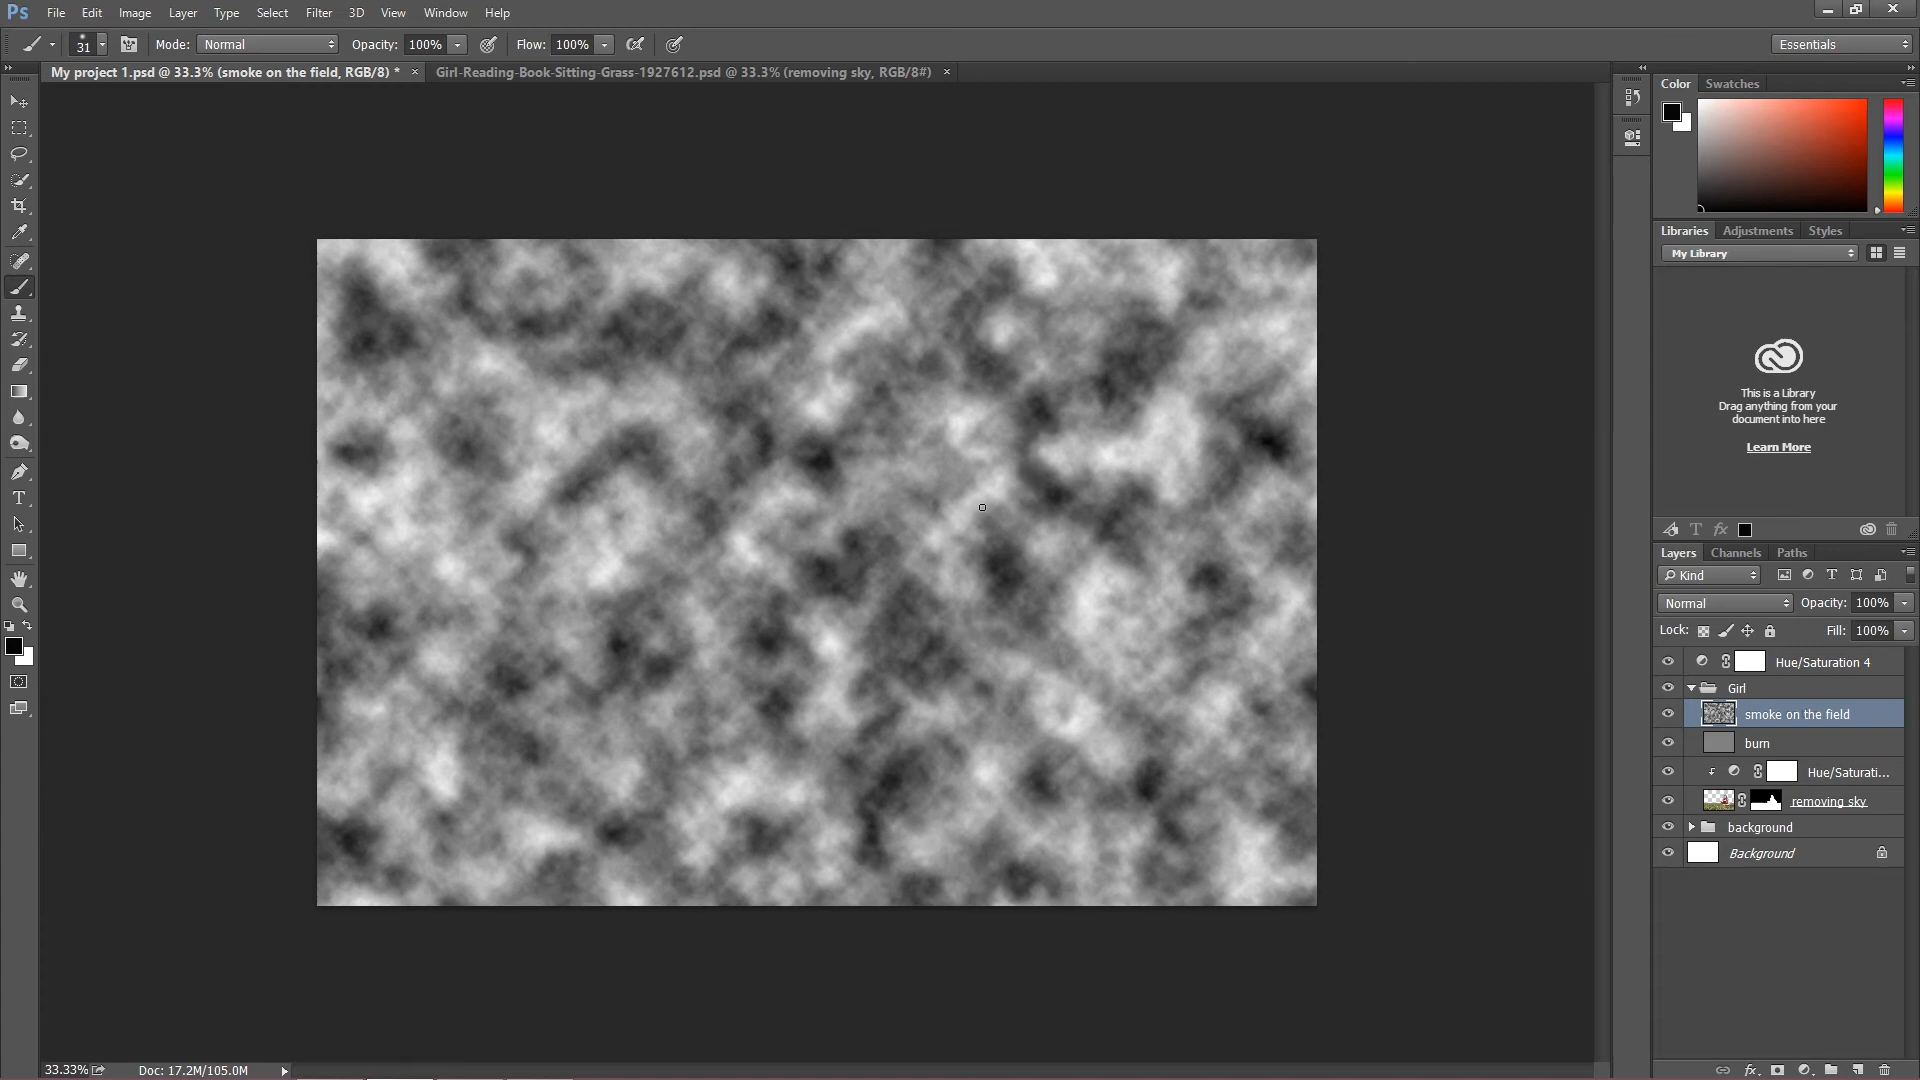 Ps File Edit Image Layer Type Select Filter 3D View Window Help
31 Mode: Normal Opacity: 100% Flow: 100% Essentials
My project 1.psd @ 33.3% (smoke on the field, RGB/8) * × Girl-Reading-Book-Sitting-Grass-1927612.psd @ 33.3% (removing sky, RGB/8#) ×
Color Swatches
Libraries Adjustments Styles
My Library
This is a Library
Drag anything from your
document into here
Learn More
Layers Channels Paths
Kind
Normal Opacity: 100%
Lock: Fill: 100%
Hue/Saturation 4
Girl
smoke on the field
burn
Hue/Saturati...
removing sky
background
Background
33.33% Doc: 17.2M/105.0M